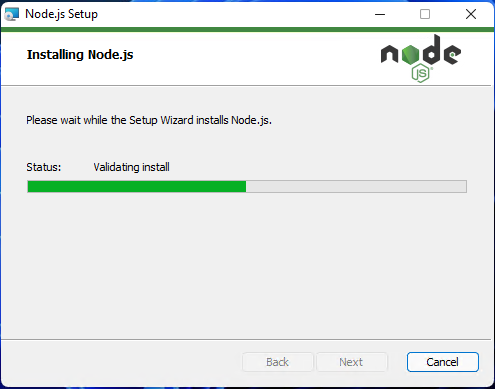 Node.js Setup
Installing Node.js
node
JS
Please wait while the Setup Wizard installs Node.js.
Status: Validating install
Back Next Cancel